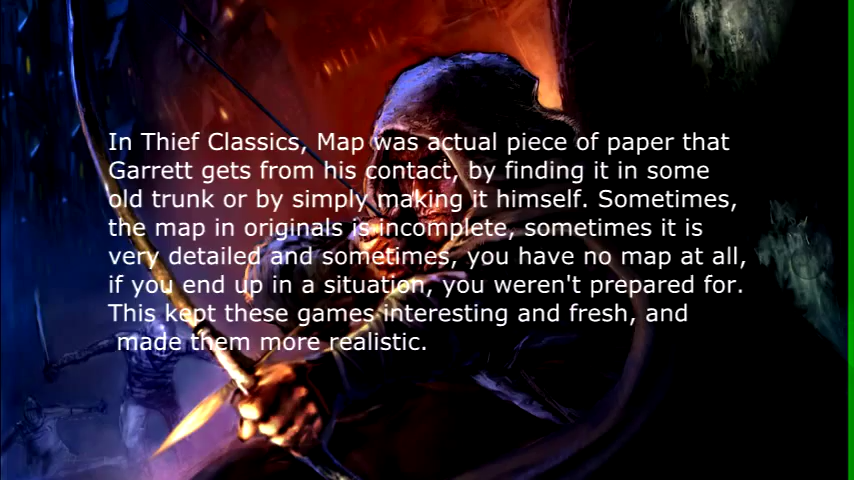 In Thief Classics, Map was actual piece of paper that
Garrett gets from his contact, by finding it in some
old trunk or by simply making it himself. Sometimes,
the map in originals is incomplete, sometimes it is
very detailed and sometimes, you have no map at all,
if you end up in a situation, you weren't prepared for.
This kept these games interesting and fresh, and
made them more realistic.